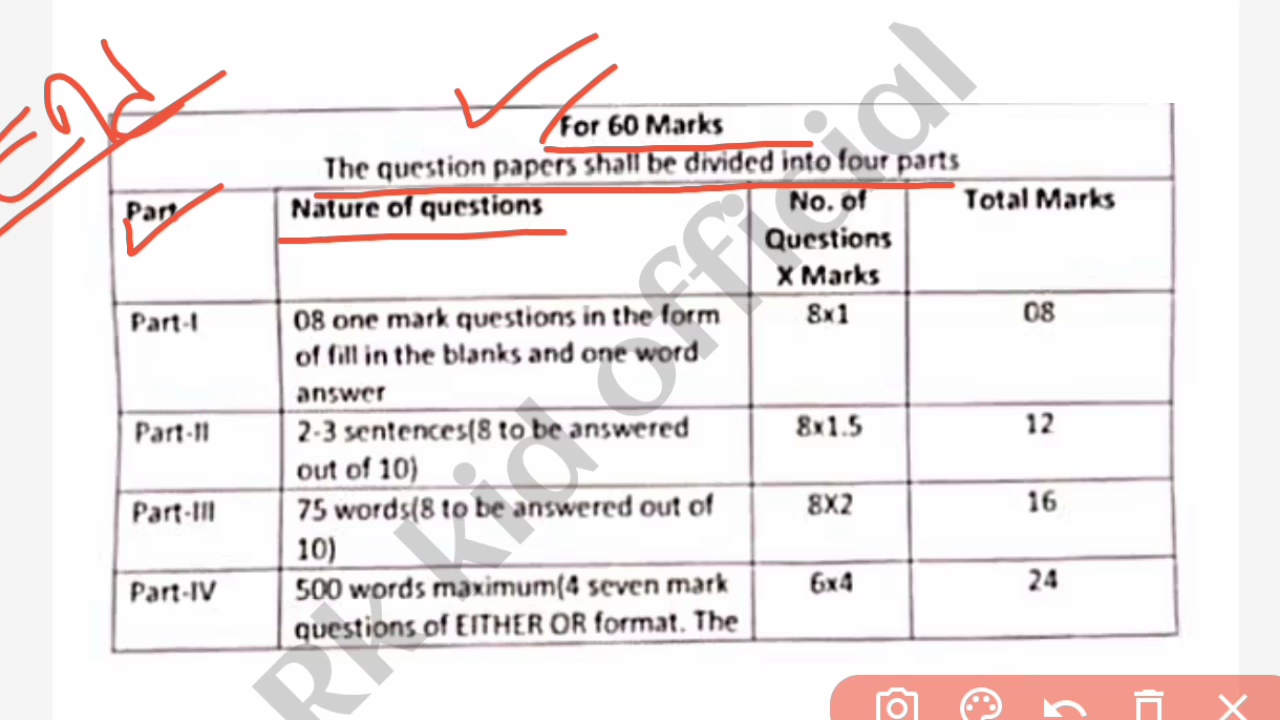 For 60 Marks
The question papers shall be divided into four parts
Part
Nature of questions
No. of
Questions
X Marks
Total Marks
Part-I
08 one mark questions in the form
of fill in the blanks and one word
answer
8x1
08
Part-II
2-3 sentences(8 to be answered
out of 10)
8x1.5
12
Part-III
75 words(8 to be answered out of
10)
8X2
16
Part-IV
500 words maximum(4 seven mark
questions of EITHER OR format. The
6x4
24
RK kid official